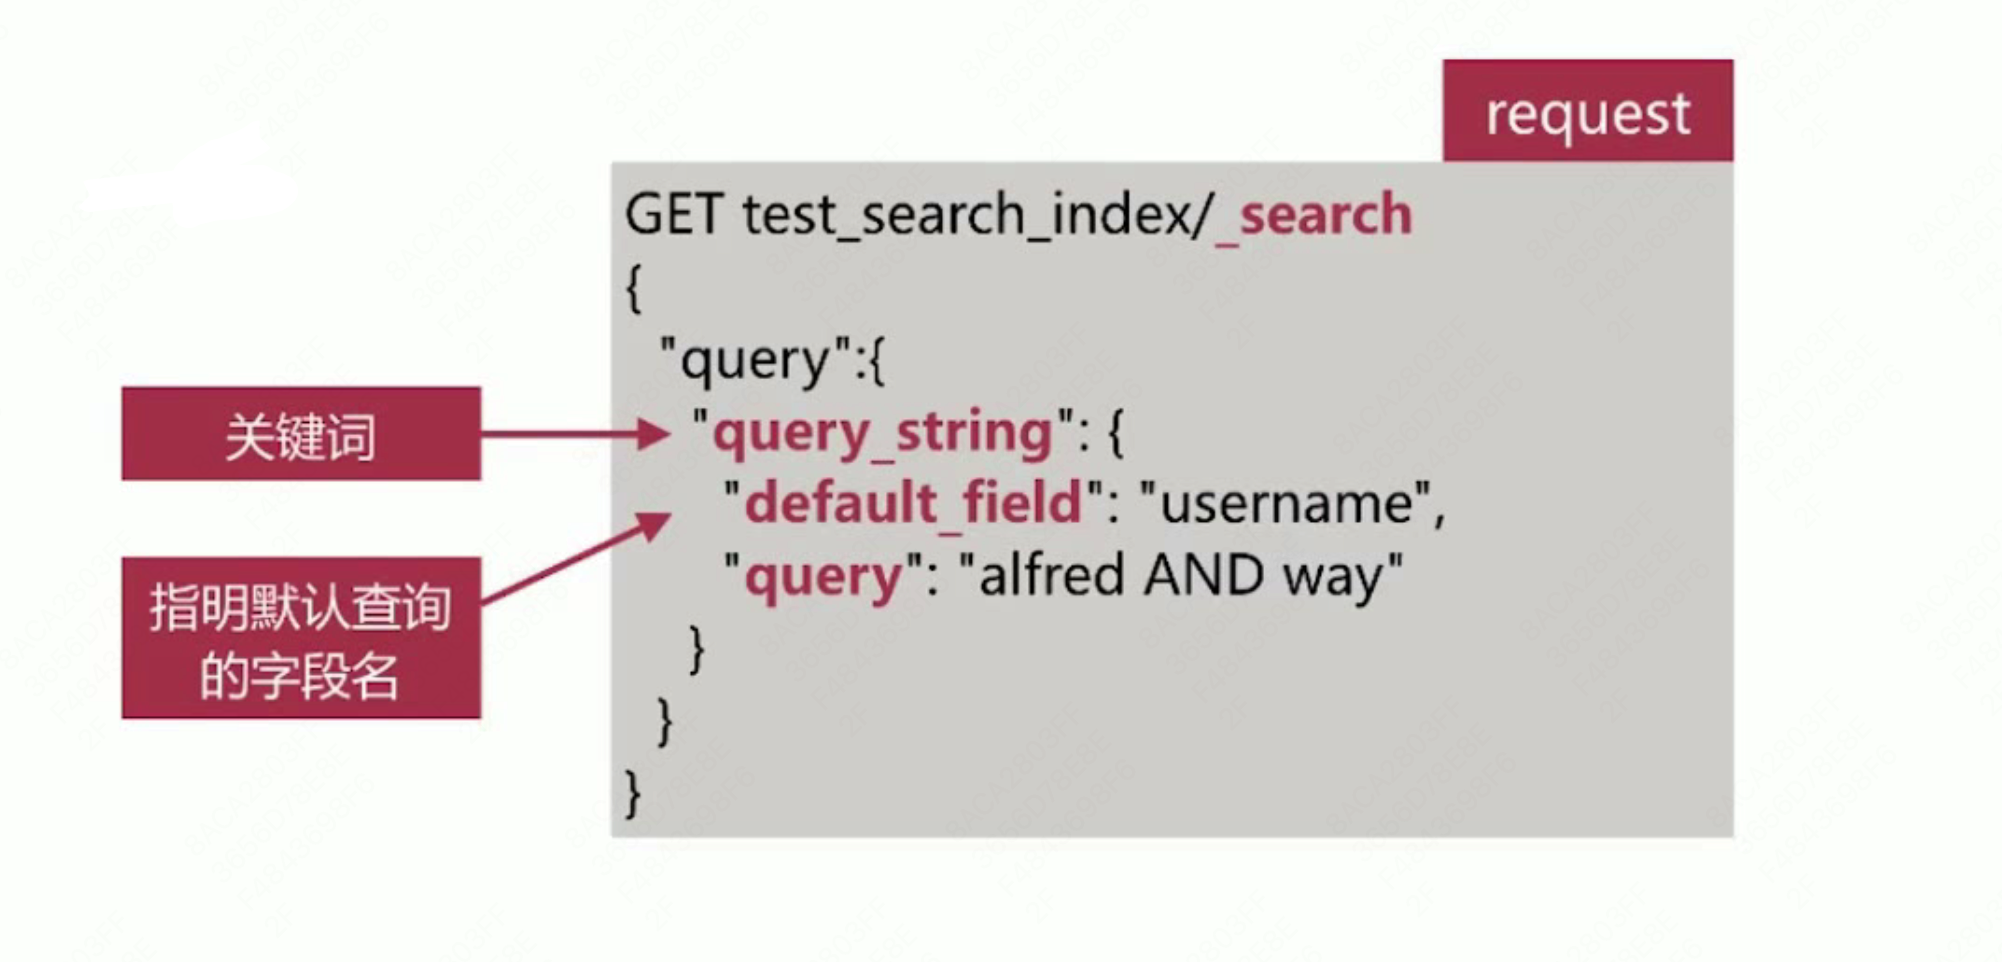 request
GET test_search_index/_search
{
"query":{
关键词
"query_string": {
"default_field": "username",
指明默认查询
的字段名
"query": "alfred AND way"
}
}
}